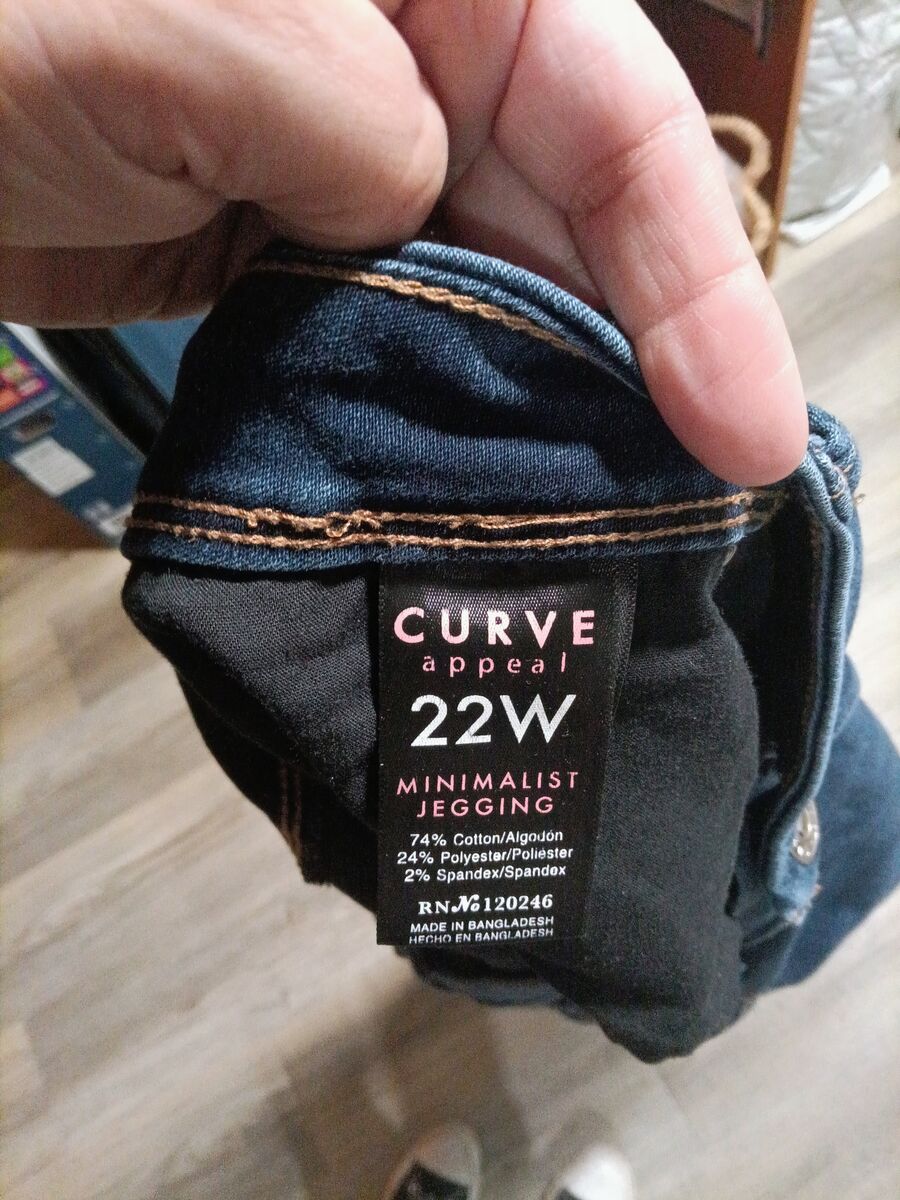 CURVE
appeal
22W
MINIMALIST
JEGGING
74% Cotton/Algodón
24% Polyester/Poliéster
2% Spandex/Spandex
RN№120246
MADE IN BANGLADESH
HECHO EN BANGLADESH